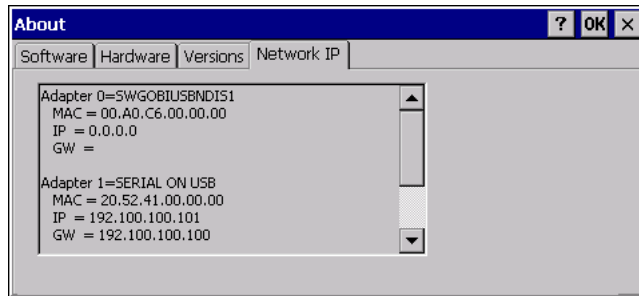 About ? OK ×
Software Hardware Versions Network IP
Adapter 0=SWGOBIUSBNDIS1
MAC = 00.A0.C6.00.00.00
IP = 0.0.0.0
GW =
Adapter 1=SERIAL ON USB
MAC = 20.52.41.00.00.00
IP = 192.100.100.101
GW = 192.100.100.100